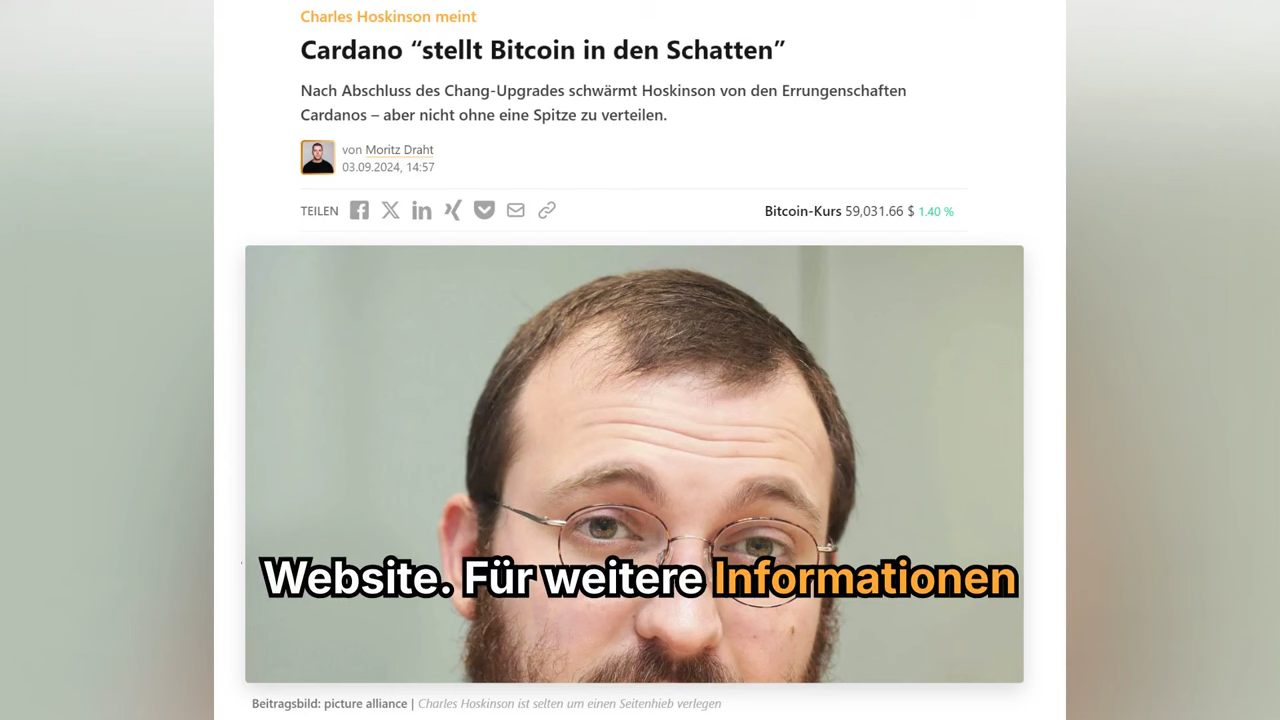 Charles Hoskinson meint
Cardano “stellt Bitcoin in den Schatten”
Nach Abschluss des Chang-Upgrades schwärmt Hoskinson von den Errungenschaften
Cardanos – aber nicht ohne eine Spitze zu verteilen.
von Moritz Draht
03.09.2024, 14:57
TEILEN
Bitcoin-Kurs 59,031.66 $ 1.40 %
Website. Für weitere Informationen
Beitragsbild: picture alliance | Charles Hoskinson ist selten um einen Seitenhieb verlegen